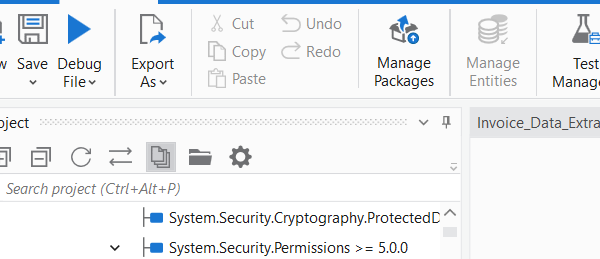 Save
Debug
File
Export
As
Cut
Copy
Paste
Undo
Redo
Manage
Packages
Manage
Entities
Test
Manag
oject
Invoice_Data_Extra
Search project (Ctrl+Alt+P)
System.Security.Cryptography.ProtectedD
System.Security.Permissions >= 5.0.0